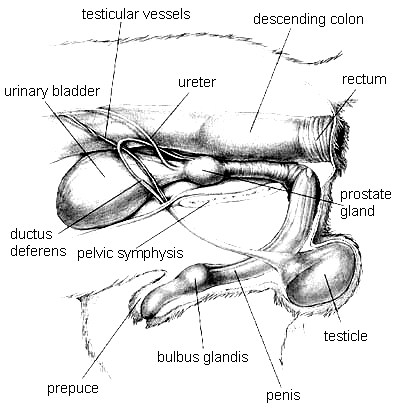 testicular vessels
descending colon
urinary bladder
ureter
rectum
prostate
gland
ductus
deferens
pelvic symphysis
testicle
bulbus glandis
prepuce
penis